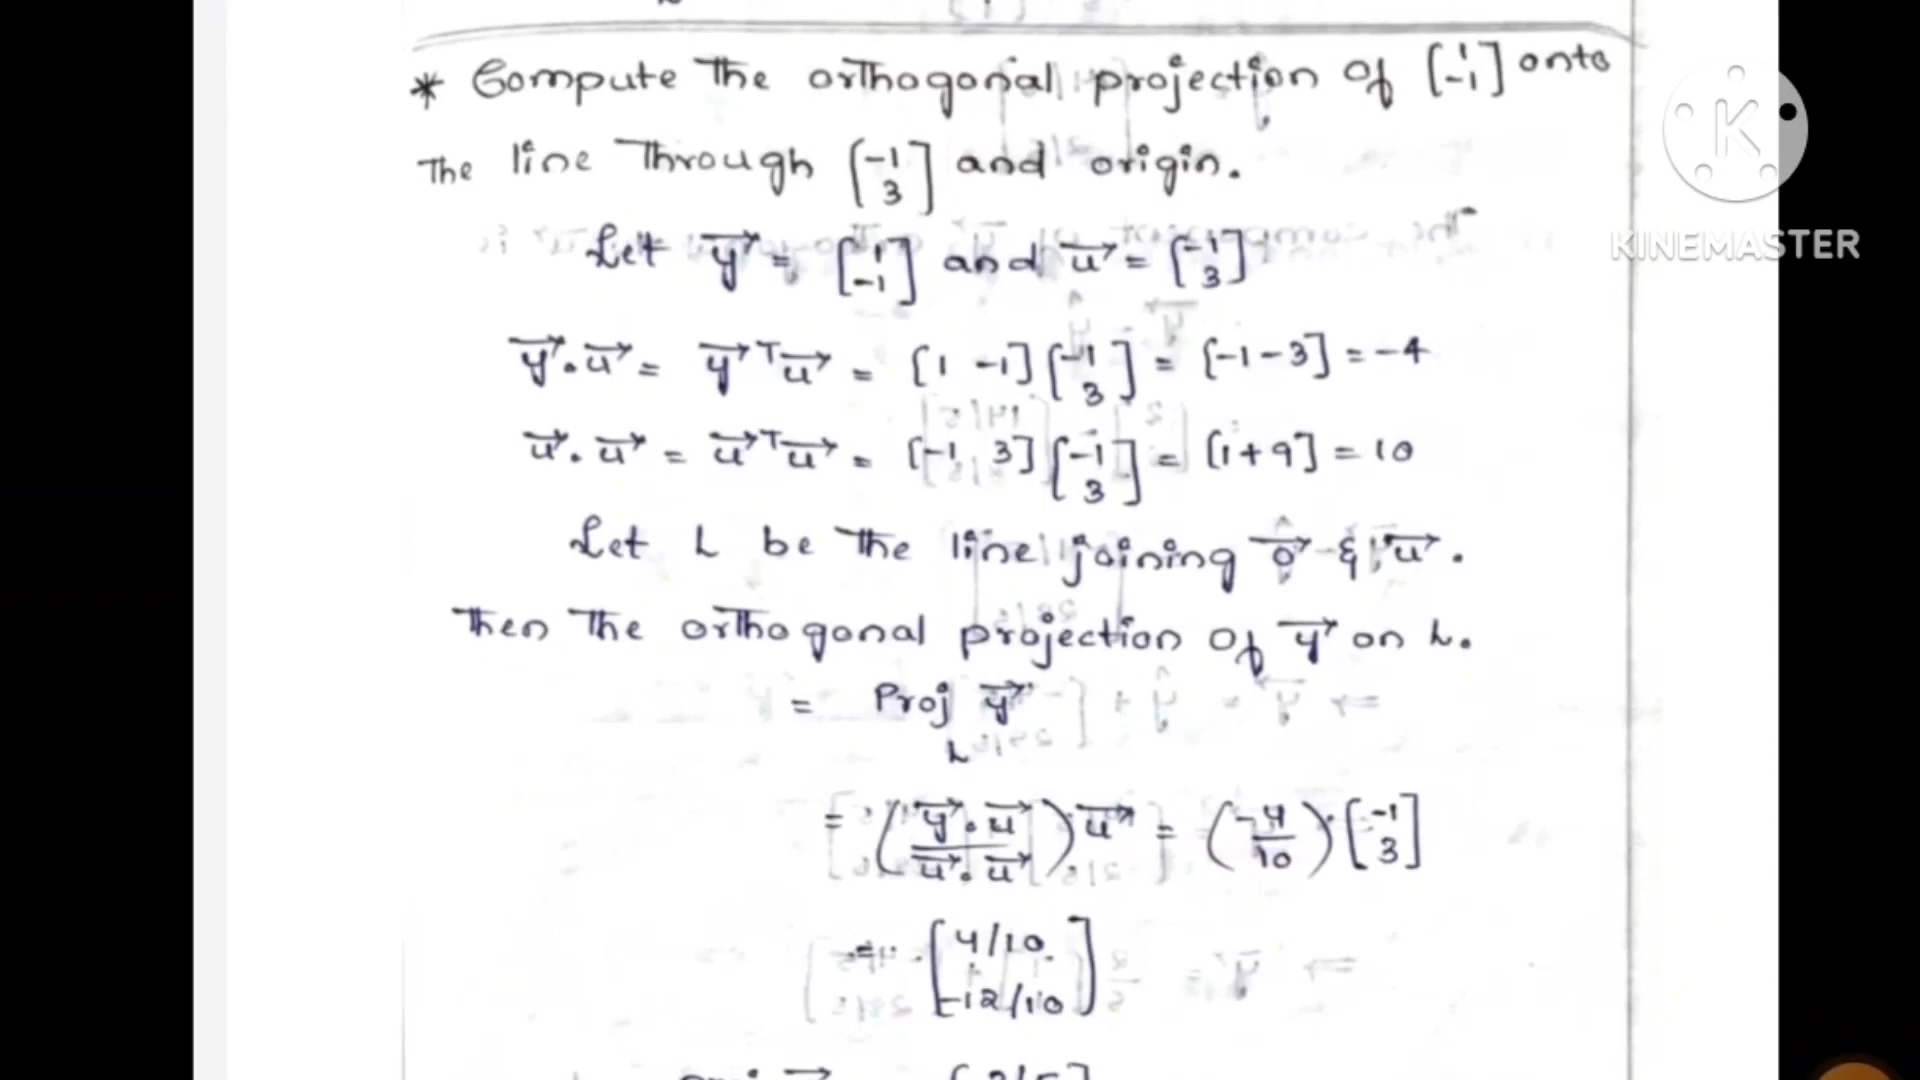 * Compute The orthogonal projection of [1 -1] onto
The line Through [-1 3] and origin.
Let y→ = [1 -1] and u→ = [-1 3]
y→ . u→ = y→ᵀ u→ = [1 -1] [-1 3] = [-1-3] = -4
u→ . u→ = u→ᵀ u→ = [-1 3] [-1 3] = [1+9] = 10
Let L be The line joining 0→ & u→ .
Then The orthogonal projection of y→ on L.
= Proj y→
L
= (y→ . u→ / u→ . u→) u→ = (-4/10) [-1 3]
= [4/10 -12/10]
K
KINEMASTER